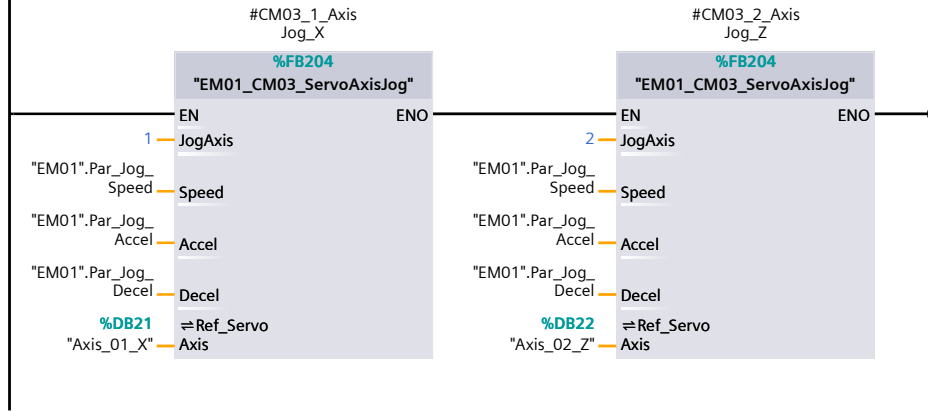 #CM03_1_Axis
Jog_X
%FB204
"EM01_CM03_ServoAxisJog"
EN
ENO
1
JogAxis
"EM01".Par_Jog_
Speed
Speed
"EM01".Par_Jog_
Accel
Accel
"EM01".Par_Jog_
Decel
Decel
%DB21
"Axis_01_X"
⇌Ref_Servo
Axis
#CM03_2_Axis
Jog_Z
%FB204
"EM01_CM03_ServoAxisJog"
EN
ENO
2
JogAxis
"EM01".Par_Jog_
Speed
Speed
"EM01".Par_Jog_
Accel
Accel
"EM01".Par_Jog_
Decel
Decel
%DB22
"Axis_02_Z"
⇌Ref_Servo
Axis